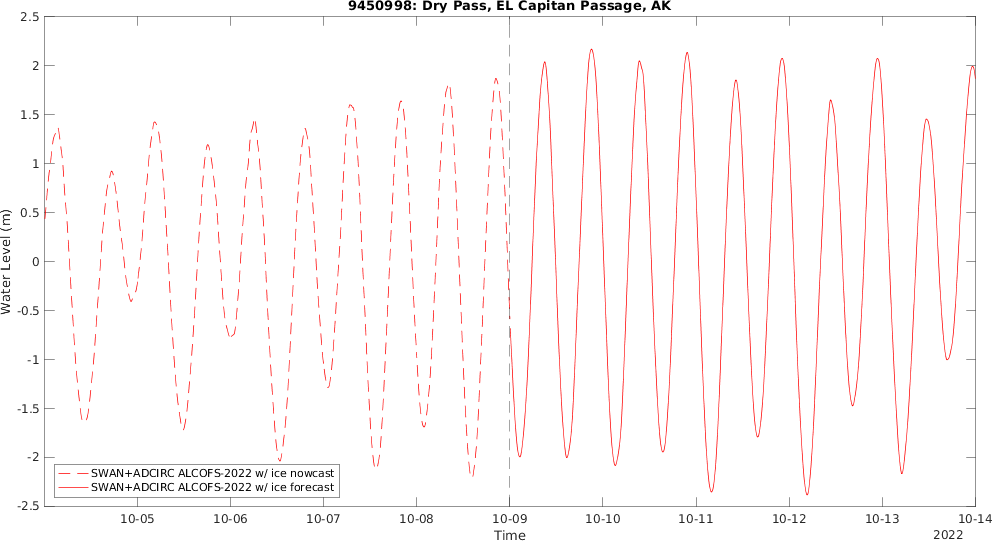 9450998: Dry Pass, EL Capitan Passage, AK
2.5
2
1.5
1
0.5
0
-0.5
-1
-1.5
-2
-2.5
Water Level (m)
SWAN+ADCIRC ALCOFS-2022 w/ ice nowcast
SWAN+ADCIRC ALCOFS-2022 w/ ice forecast
10-05 10-06 10-07 10-08 10-09 10-10 10-11 10-12 10-13 10-14
Time
2022